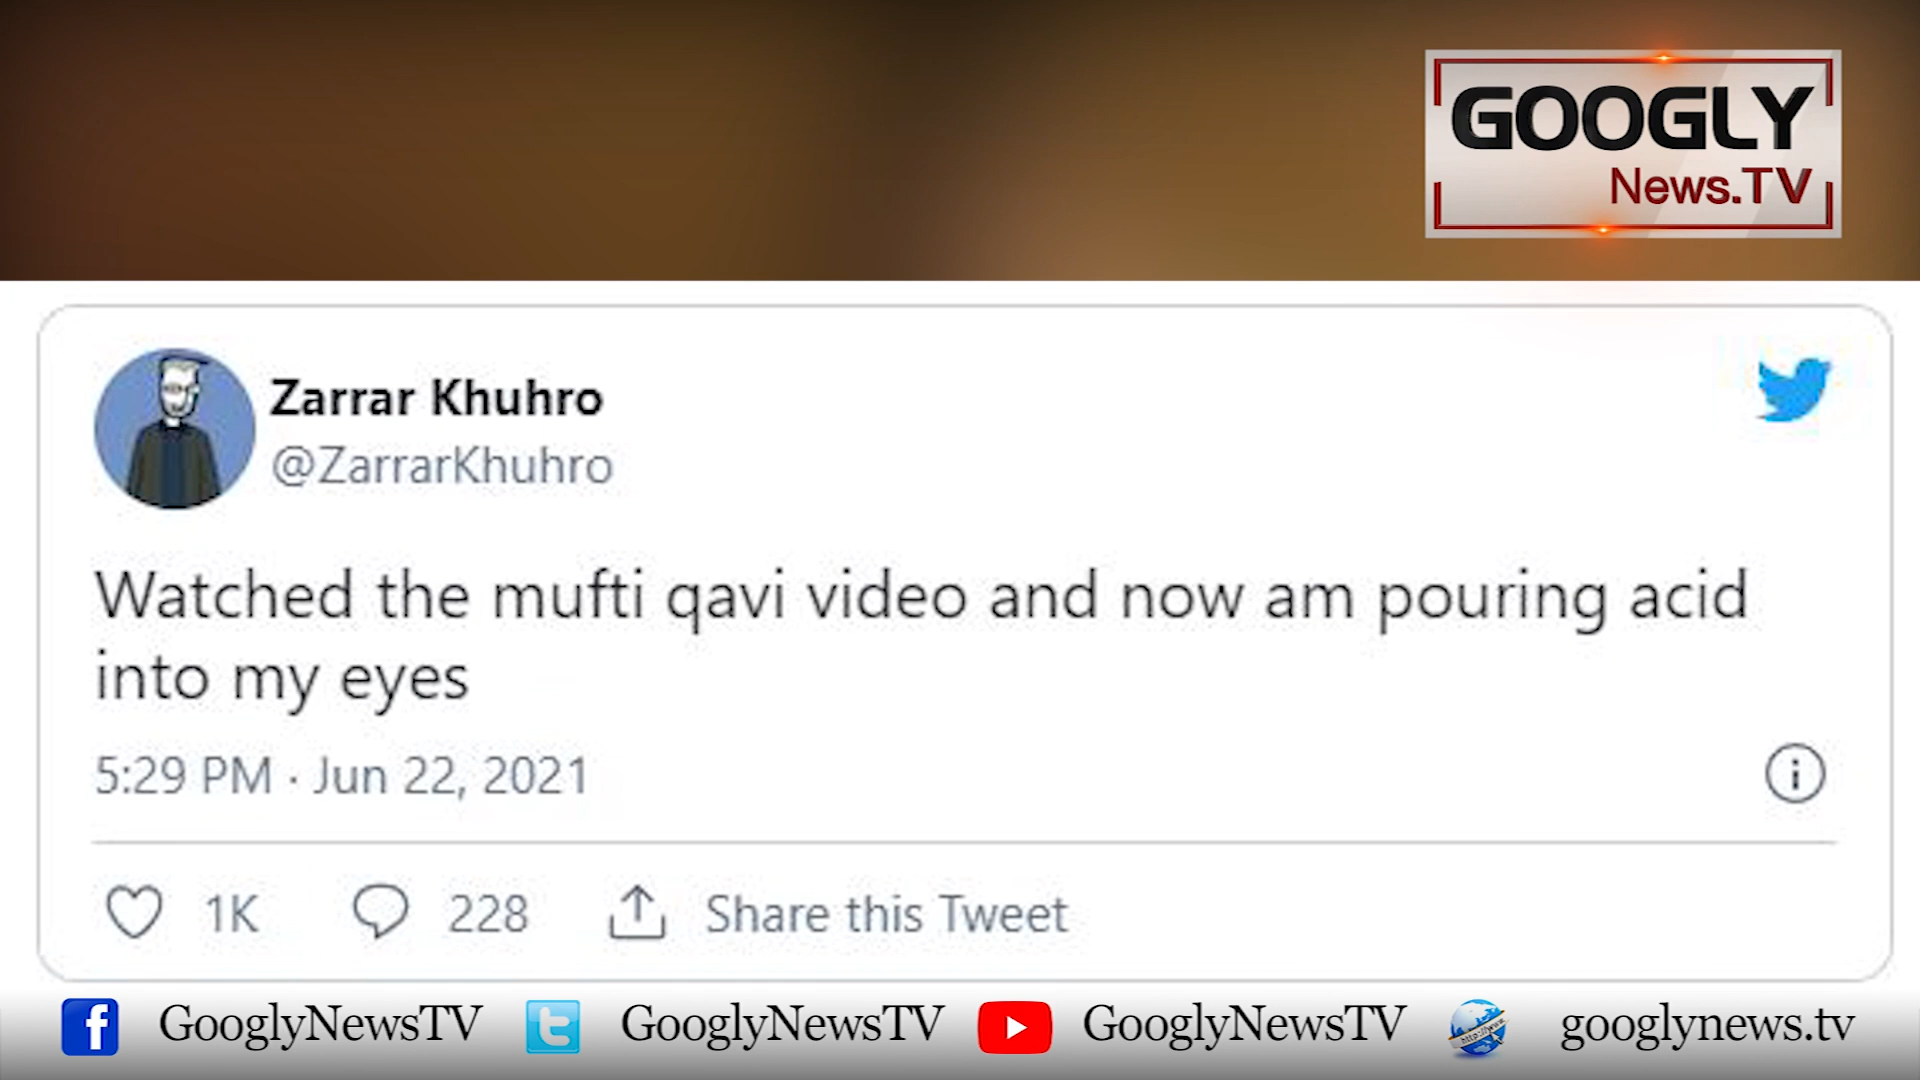 GOOGLY
News.TV
Zarrar Khuhro
@ZarrarKhuhro
Watched the mufti qavi video and now am pouring acid
into my eyes
5:29 PM · Jun 22, 2021
1K 228 Share this Tweet
GooglyNewsTV GooglyNewsTV GooglyNewsTV googlynews.tv